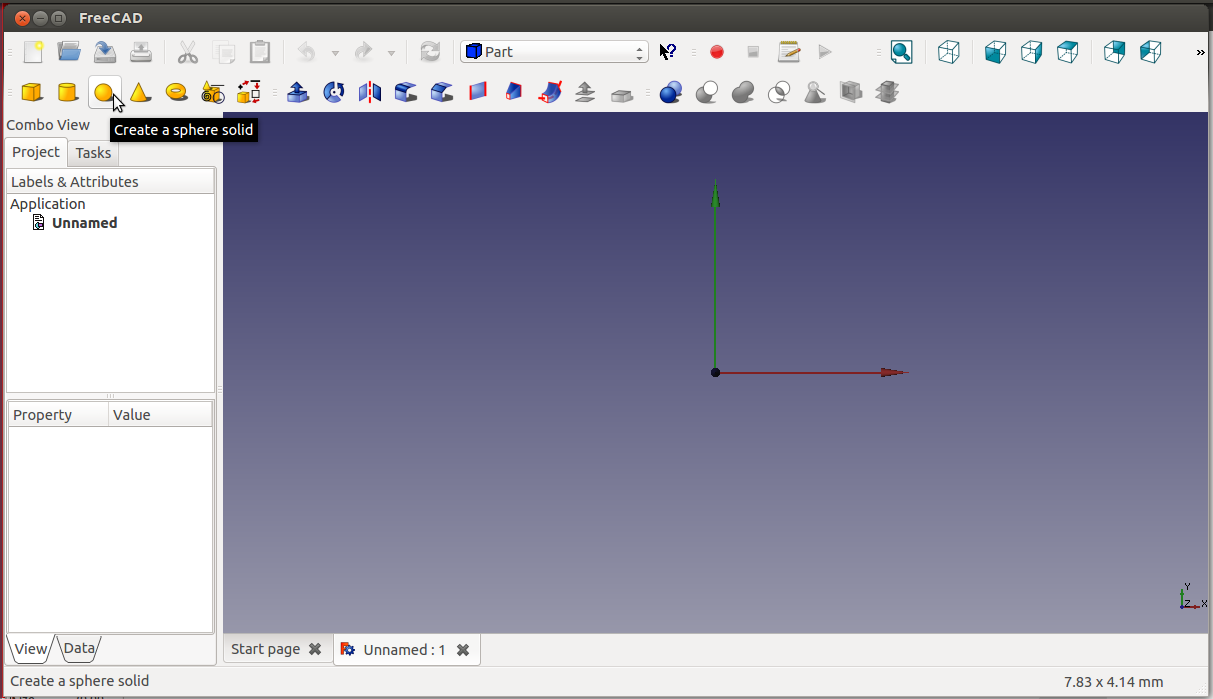 FreeCAD
Part
»
Combo View
Create a sphere solid
Project
Tasks
Labels & Attributes
Application
Unnamed
Property
Value
Y
Z
X
View
Data
Start page
Unnamed : 1
Create a sphere solid
7.83 x 4.14 mm